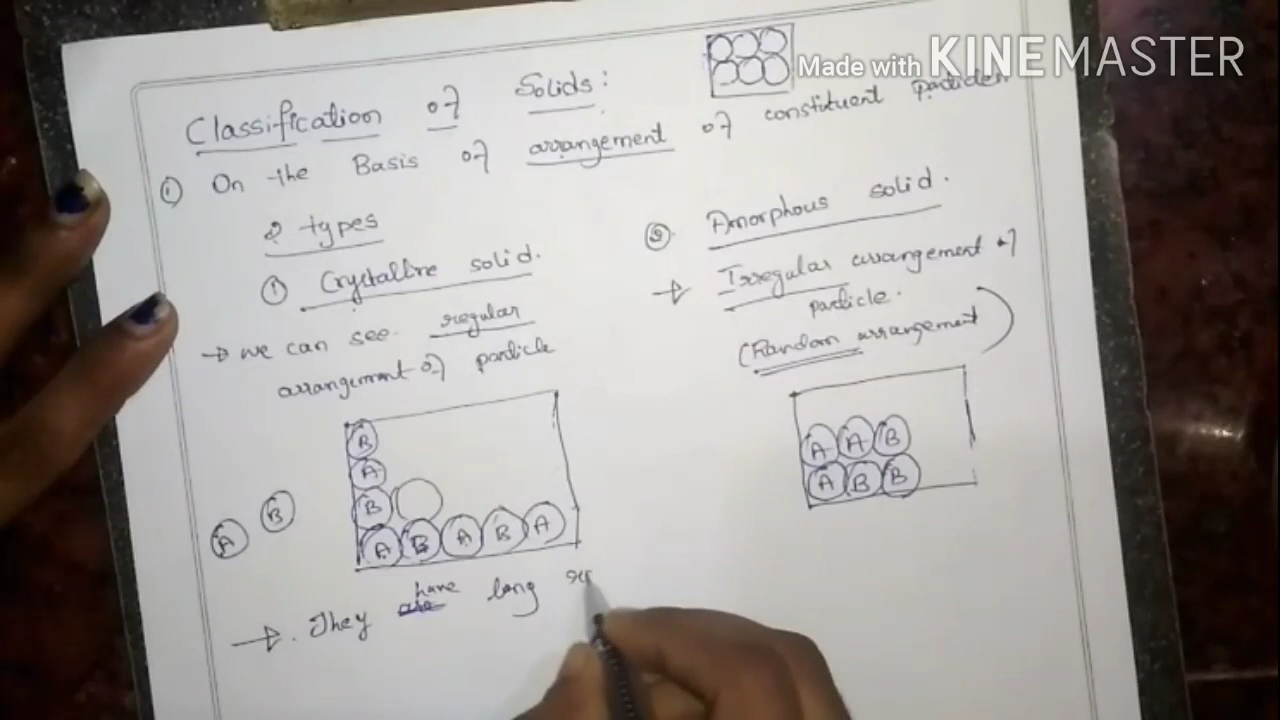 Made with KINEMASTER
Classification of Solids:
① On the Basis of arrangement of constituent particles
2 types
① Crystalline solid.
→ we can see regular
arrangement of particle
B
A
B
A B A B A
A B
→ They have long
② Amorphous solid.
→ Irregular arrangement of
particle.
(Random arrangement)
A A B
A B B